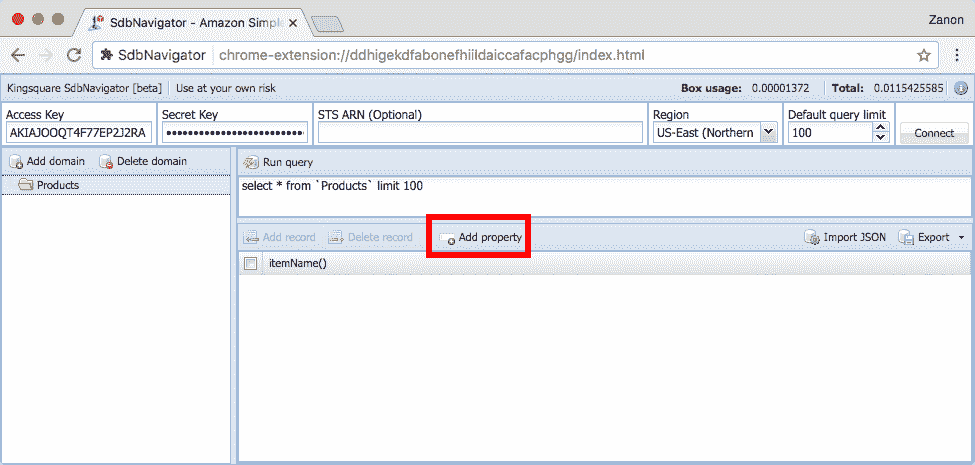 SdbNavigator - Amazon Simple
Zanon
SdbNavigator chrome-extension://ddhigekdfabonefhiildaiccafacphgg/index.html
Kingsquare SdbNavigator [beta] Use at your own risk Box usage: 0.00001372 Total: 0.0115425585
Access Key Secret Key STS ARN (Optional) Region Default query limit
AKIAJOOQT4F77EP2J2RA US-East (Northern 100 Connect
Add domain Delete domain Run query
Products
select * from `Products` limit 100
Add record Delete record Add property Import JSON Export
itemName()